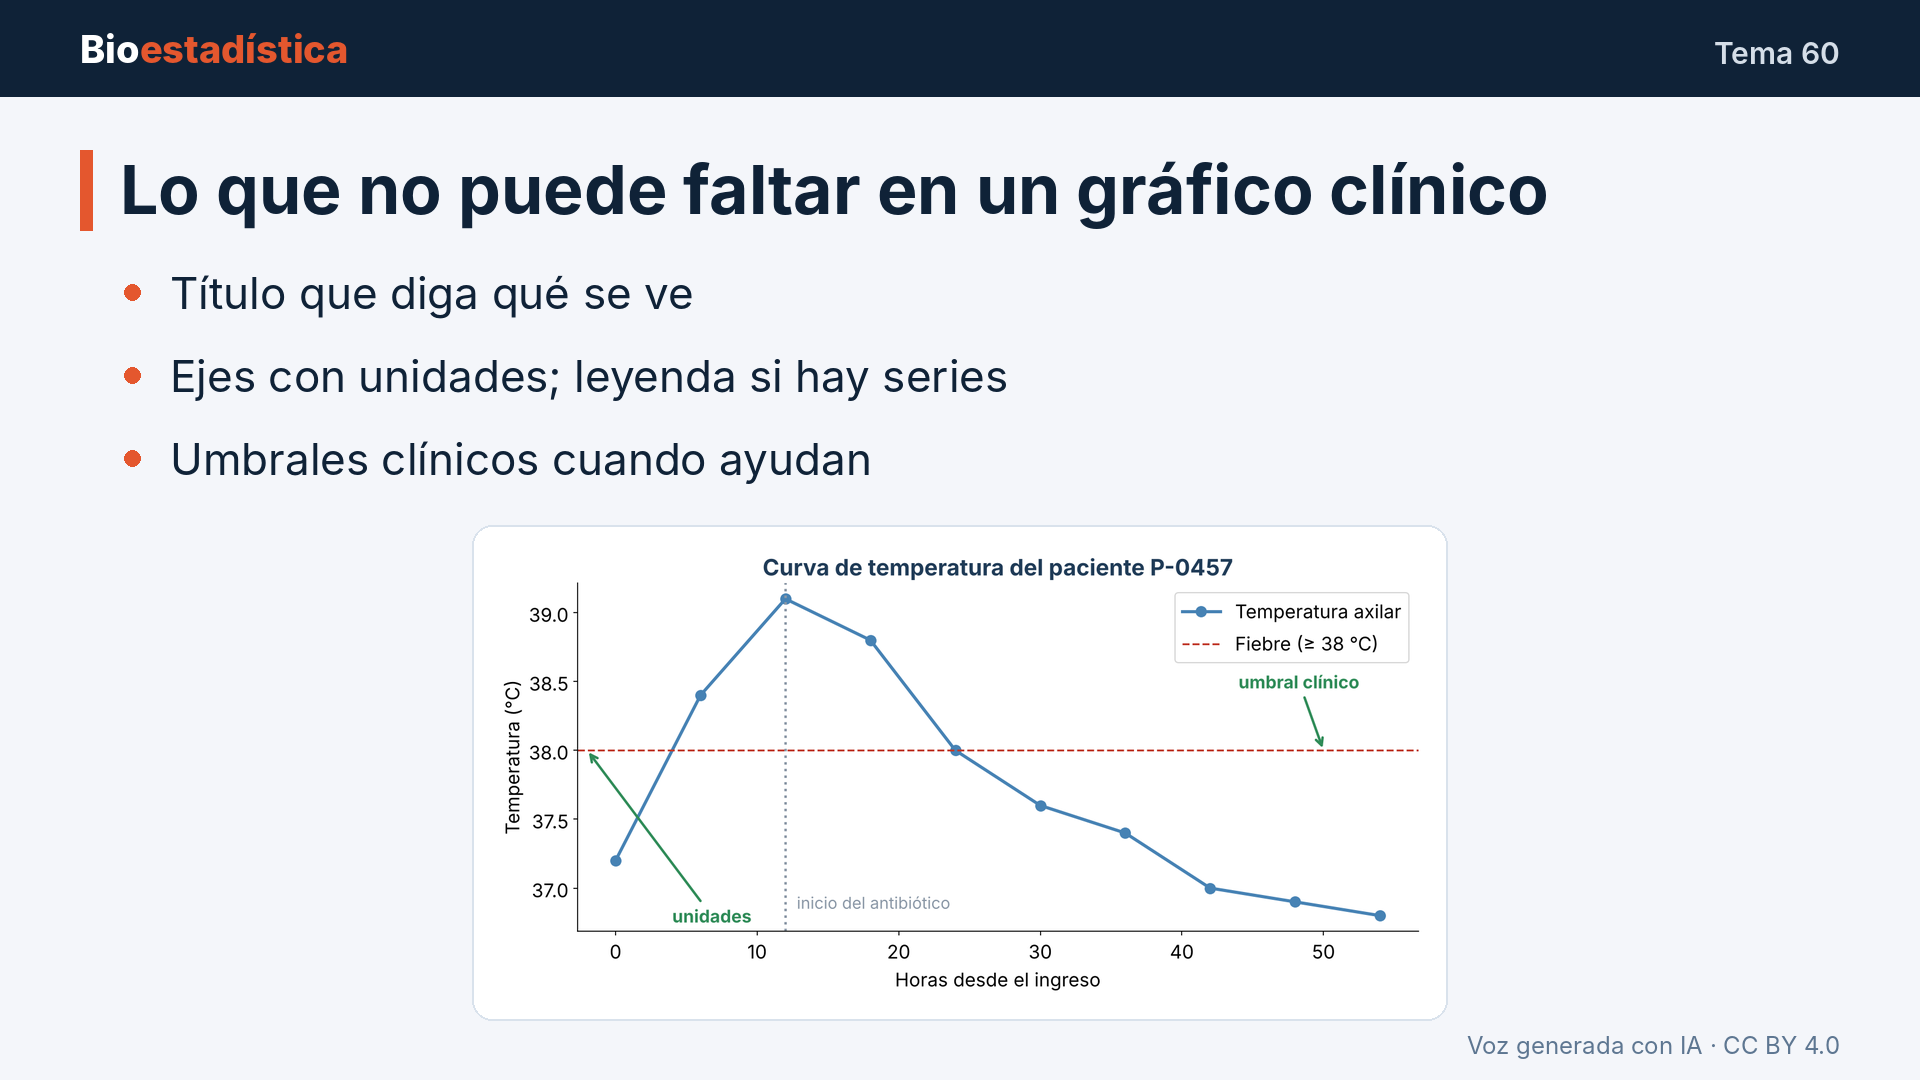 Bioestadística
Tema 60
Lo que no puede faltar en un gráfico clínico
Título que diga qué se ve
Ejes con unidades; leyenda si hay series
Umbrales clínicos cuando ayudan
Curva de temperatura del paciente P-0457
Temperatura axilar
Fiebre (≥ 38 °C)
umbral clínico
Temperatura (°C)
39.0
38.5
38.0
37.5
37.0
unidades
inicio del antibiótico
0 10 20 30 40 50
Horas desde el ingreso
Voz generada con IA · CC BY 4.0